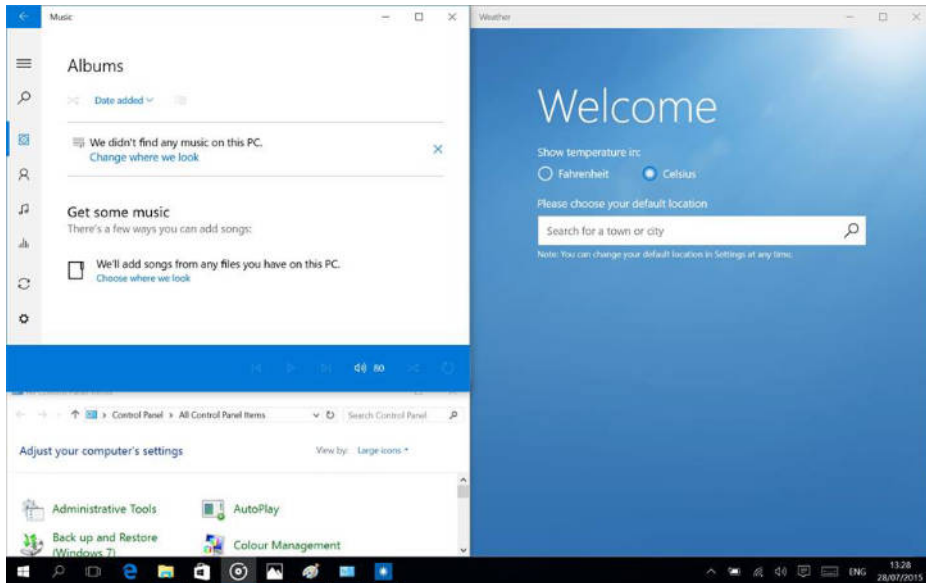 Music
Albums
Date added
We didn't find any music on this PC.
Change where we look
Get some music
There's a few ways you can add songs:
We'll add songs from any files you have on this PC.
Choose where we look
80
Control Panel > All Control Panel Items
Search Control Panel
Adjust your computer's settings
View by: Large icons
Administrative Tools
AutoPlay
Back up and Restore
(Windows 7)
Colour Management
Weather
Welcome
Show temperature in:
Fahrenheit
Celsius
Please choose your default location
Search for a town or city
Note: You can change your default location in Settings at any time.
ENG
13:28
28/07/2015